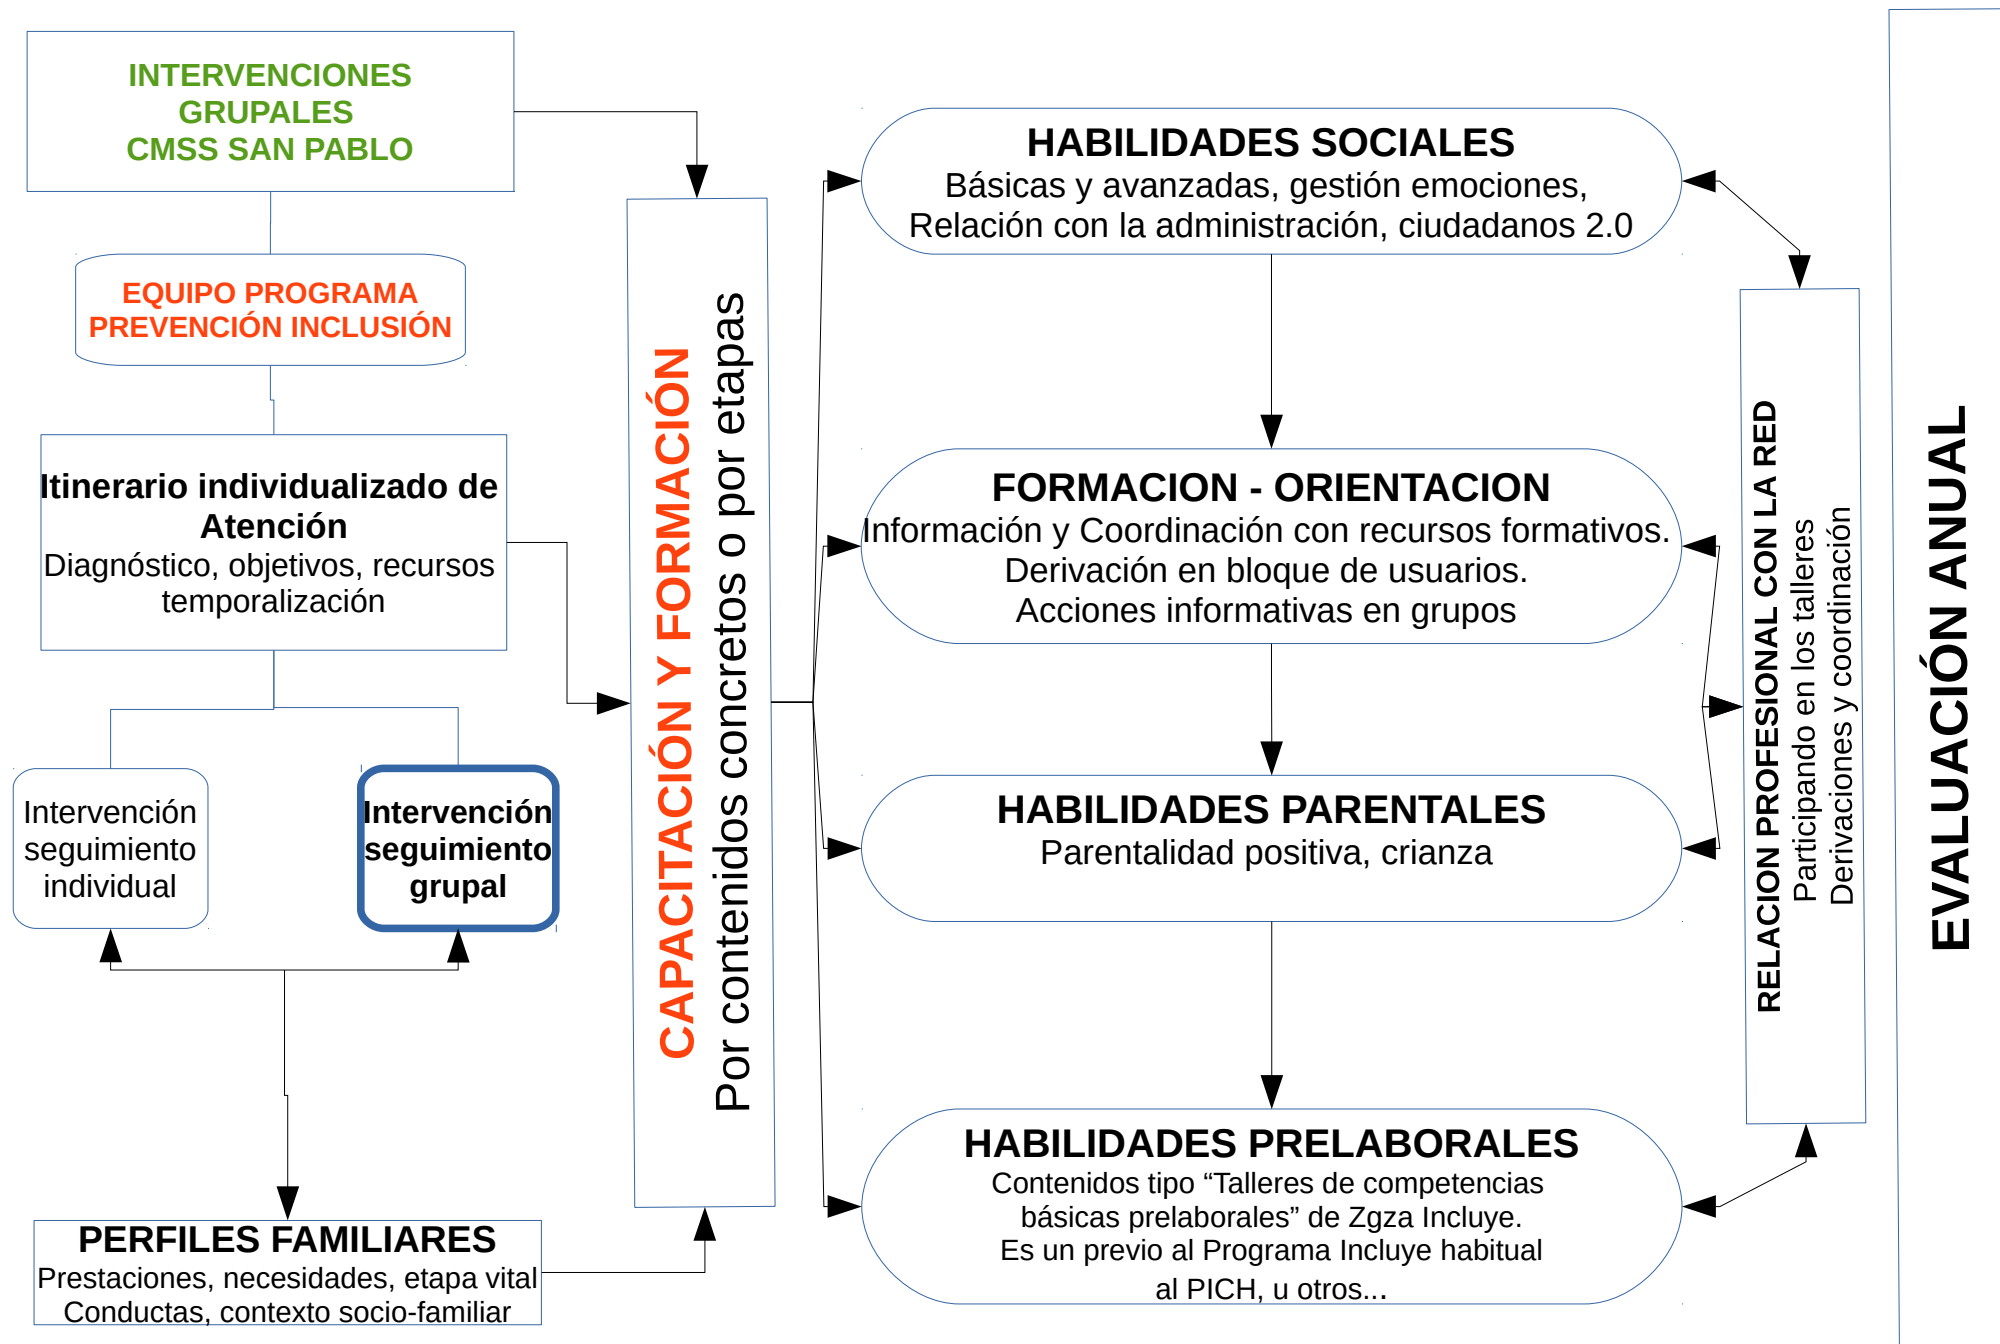 INTERVENCIONES
GRUPALES
CMSS SAN PABLO
EQUIPO PROGRAMA
PREVENCIÓN INCLUSIÓN
Itinerario individualizado de
Atención
Diagnóstico, objetivos, recursos
temporalización
Intervención
seguimiento
individual
Intervención
seguimiento
grupal
PERFILES FAMILIARES
Prestaciones, necesidades, etapa vital
Conductas, contexto socio-familiar
CAPACITACIÓN Y FORMACIÓN
Por contenidos concretos o por etapas
HABILIDADES SOCIALES
Básicas y avanzadas, gestión emociones,
Relación con la administración, ciudadanos 2.0
FORMACION - ORIENTACION
Información y Coordinación con recursos formativos.
Derivación en bloque de usuarios.
Acciones informativas en grupos
HABILIDADES PARENTALES
Parentalidad positiva, crianza
HABILIDADES PRELABORALES
Contenidos tipo “Talleres de competencias
básicas prelaborales” de Zgza Incluye.
Es un previo al Programa Incluye habitual
al PICH, u otros...
RELACION PROFESIONAL CON LA RED
Participando en los talleres
Derivaciones y coordinación
EVALUACIÓN ANUAL